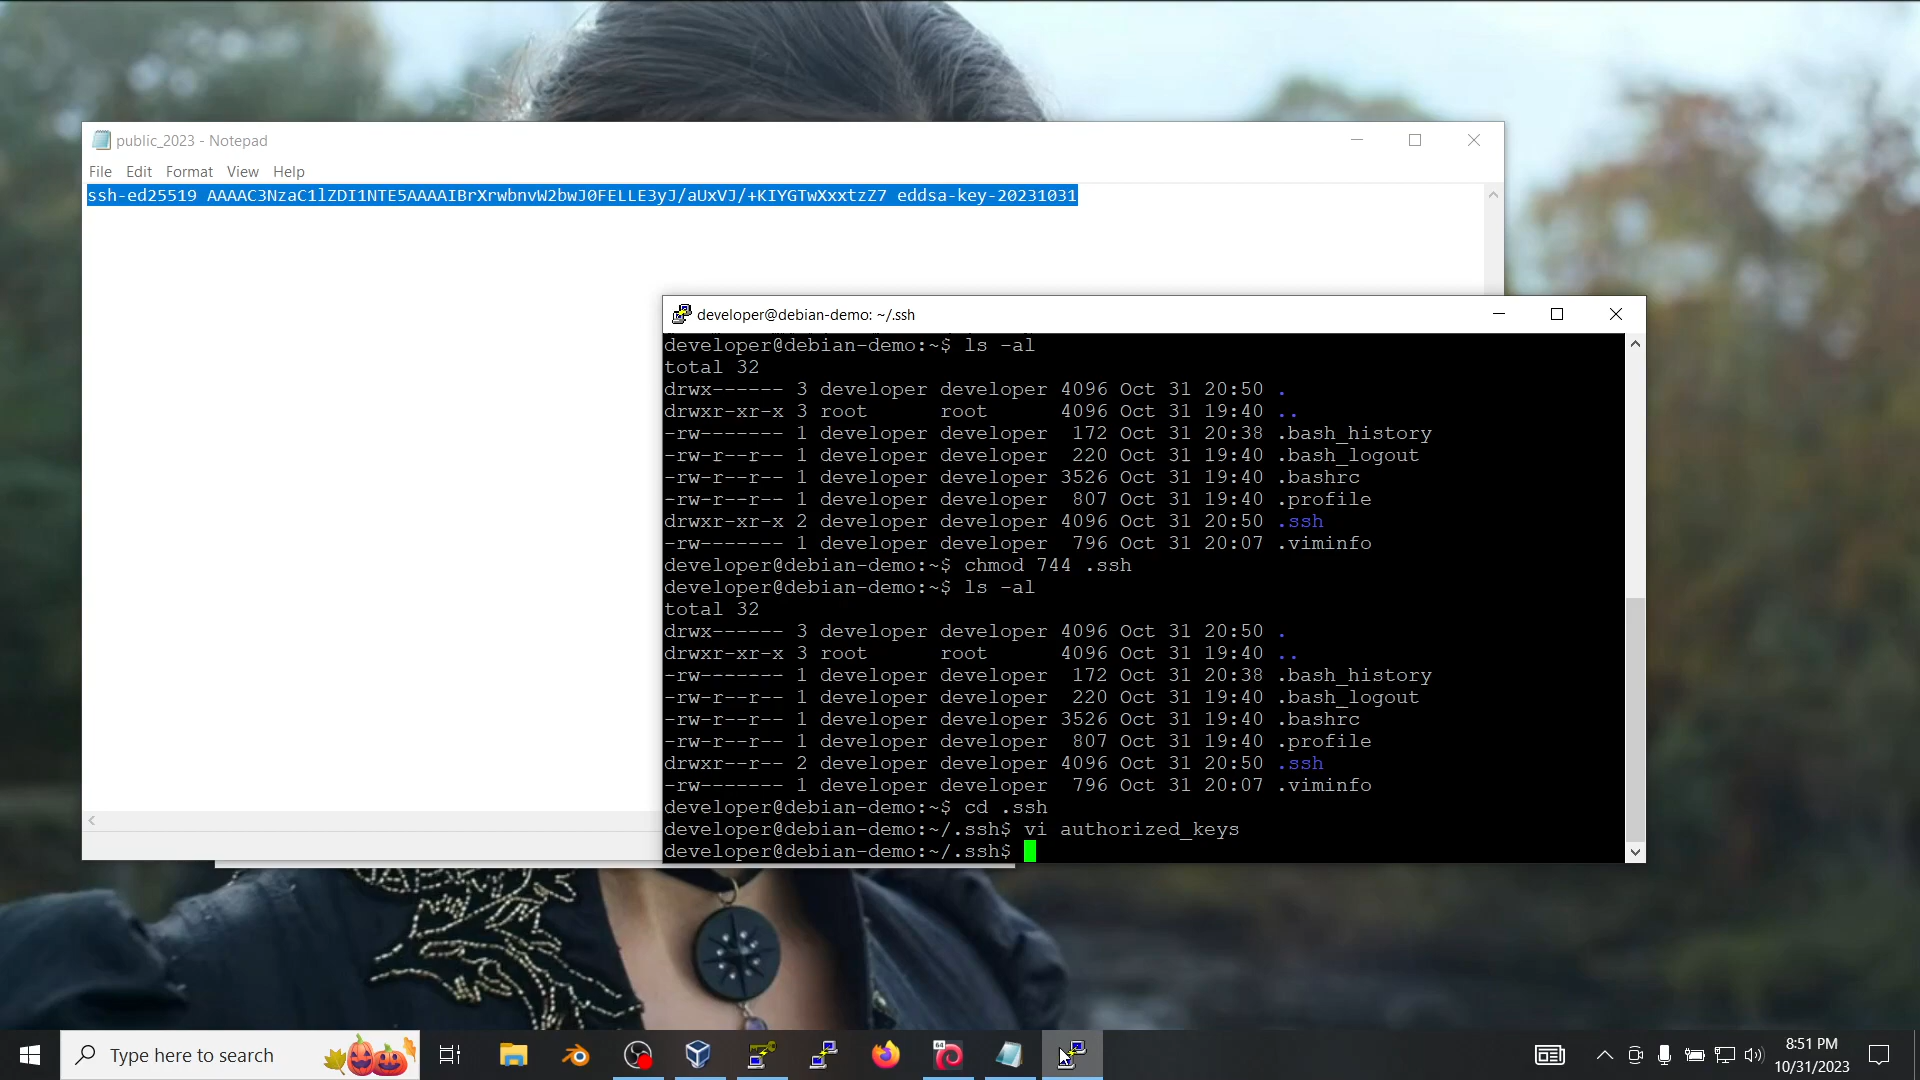 public_2023 - Notepad
File Edit Format View Help
ssh-ed25519 AAAAC3NzaC1lZDI1NTE5AAAAIBrXrwbnvW2bwJ0FELLE3yJ/aUxVJ/+KIYGTwXxxtzZ7 eddsa-key-20231031
developer@debian-demo: ~/.ssh
developer@debian-demo:~$ ls -al
total 32
drwx------ 3 developer developer 4096 Oct 31 20:50 .
drwxr-xr-x 3 root      root      4096 Oct 31 19:40 ..
-rw------- 1 developer developer  172 Oct 31 20:38 .bash_history
-rw-r--r-- 1 developer developer  220 Oct 31 19:40 .bash_logout
-rw-r--r-- 1 developer developer 3526 Oct 31 19:40 .bashrc
-rw-r--r-- 1 developer developer  807 Oct 31 19:40 .profile
drwxr-xr-x 2 developer developer 4096 Oct 31 20:50 .ssh
-rw------- 1 developer developer  796 Oct 31 20:07 .viminfo
developer@debian-demo:~$ chmod 744 .ssh
developer@debian-demo:~$ ls -al
total 32
drwx------ 3 developer developer 4096 Oct 31 20:50 .
drwxr-xr-x 3 root      root      4096 Oct 31 19:40 ..
-rw------- 1 developer developer  172 Oct 31 20:38 .bash_history
-rw-r--r-- 1 developer developer  220 Oct 31 19:40 .bash_logout
-rw-r--r-- 1 developer developer 3526 Oct 31 19:40 .bashrc
-rw-r--r-- 1 developer developer  807 Oct 31 19:40 .profile
drwxr--r-- 2 developer developer 4096 Oct 31 20:50 .ssh
-rw------- 1 developer developer  796 Oct 31 20:07 .viminfo
developer@debian-demo:~$ cd .ssh
developer@debian-demo:~/.ssh$ vi authorized_keys
developer@debian-demo:~/.ssh$
Type here to search
64
8:51 PM
10/31/2023